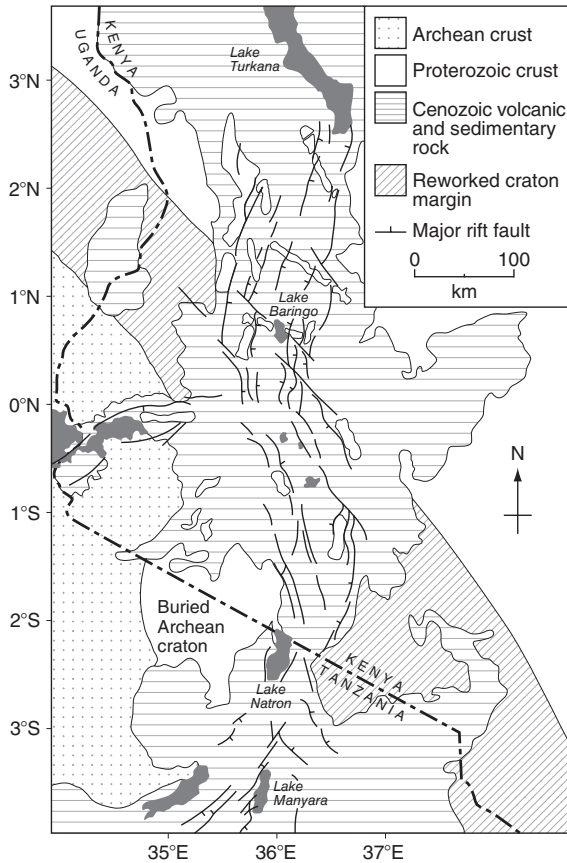 3°N
2°N
1°N
0°N
1°S
2°S
3°S
35°E
36°E
37°E
KENYA
UGANDA
Lake
Turkana
Lake
Baringo
Buried
Archean
craton
Lake
Natron
KENYA
TANZANIA
Lake
Manyara
N
Archean crust
Proterozoic crust
Cenozoic volcanic
and sedimentary
rock
Reworked craton
margin
Major rift fault
0 100
km